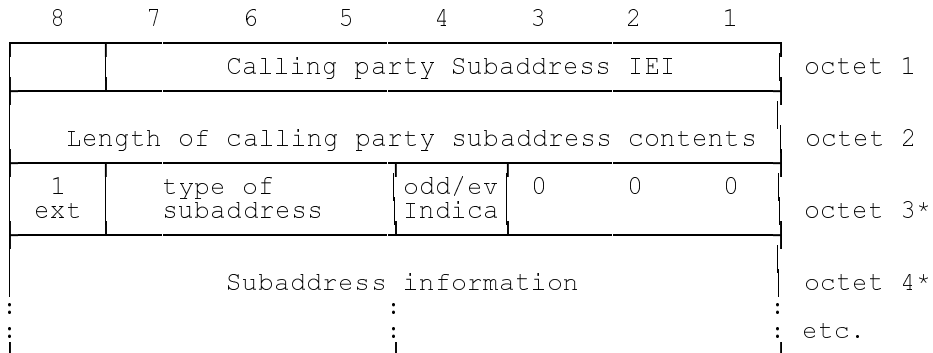 8 7 6 5 4 3 2 1
Calling party Subaddress IEI octet 1
Length of calling party subaddress contents octet 2
1 type of odd/ev 0 0 0
ext subaddress Indica octet 3*
Subaddress information octet 4*
: : : etc.